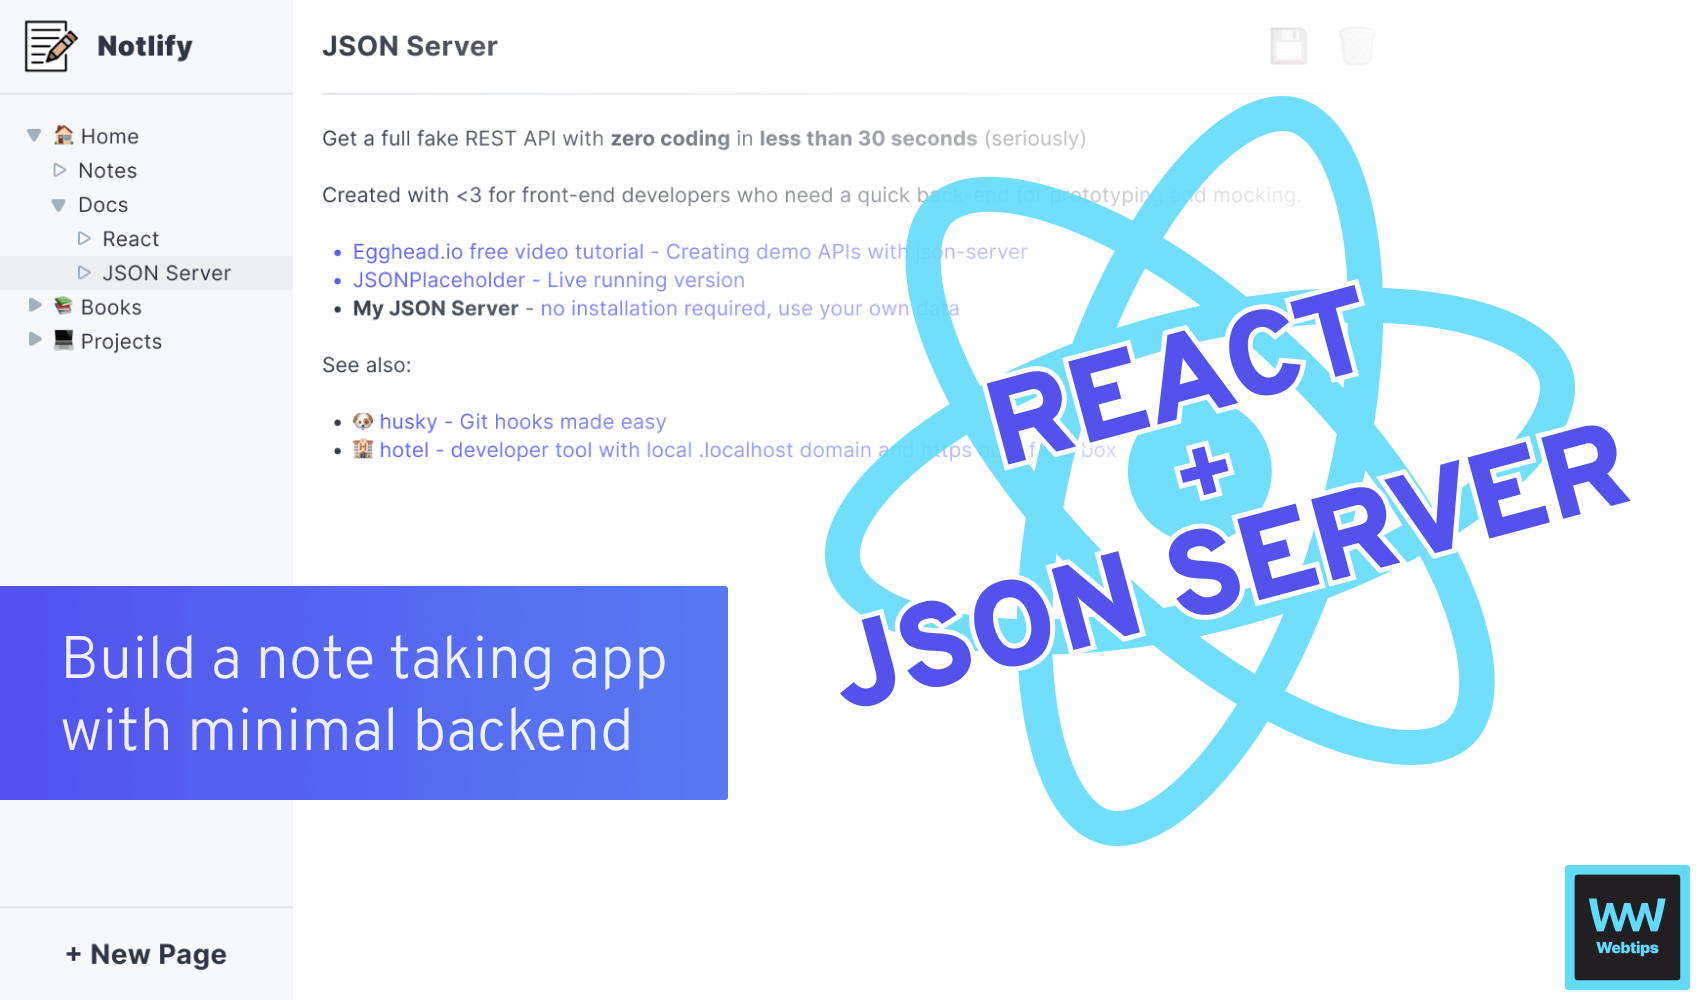 Notlify
Home
Notes
Docs
React
JSON Server
Books
Projects
+ New Page
JSON Server
Get a full fake REST API with zero coding in less than 30 seconds (seriously)
Created with <3 for front-end developers who need a quick back-end for prototyping and mocking.
Egghead.io free video tutorial - Creating demo APIs with json-server
JSONPlaceholder - Live running version
My JSON Server - no installation required, use your own data
See also:
husky - Git hooks made easy
hotel - developer tool with local .localhost domain and https box
REACT
+
JSON SERVER
Build a note taking app
with minimal backend
WW
Webtips